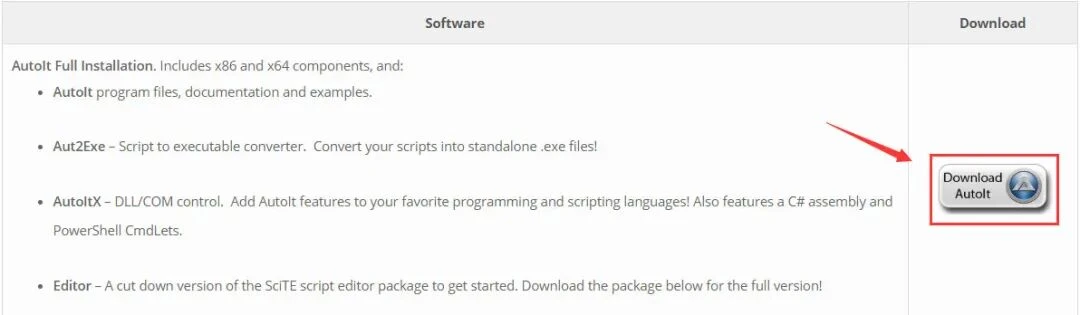 Software
Download
AutoIt Full Installation. Includes x86 and x64 components, and:
• AutoIt program files, documentation and examples.
• Aut2Exe – Script to executable converter.  Convert your scripts into standalone .exe files!
• AutoItX – DLL/COM control.  Add AutoIt features to your favorite programming and scripting languages! Also features a C# assembly and
PowerShell CmdLets.
• Editor – A cut down version of the SciTE script editor package to get started. Download the package below for the full version!
Download
AutoIt